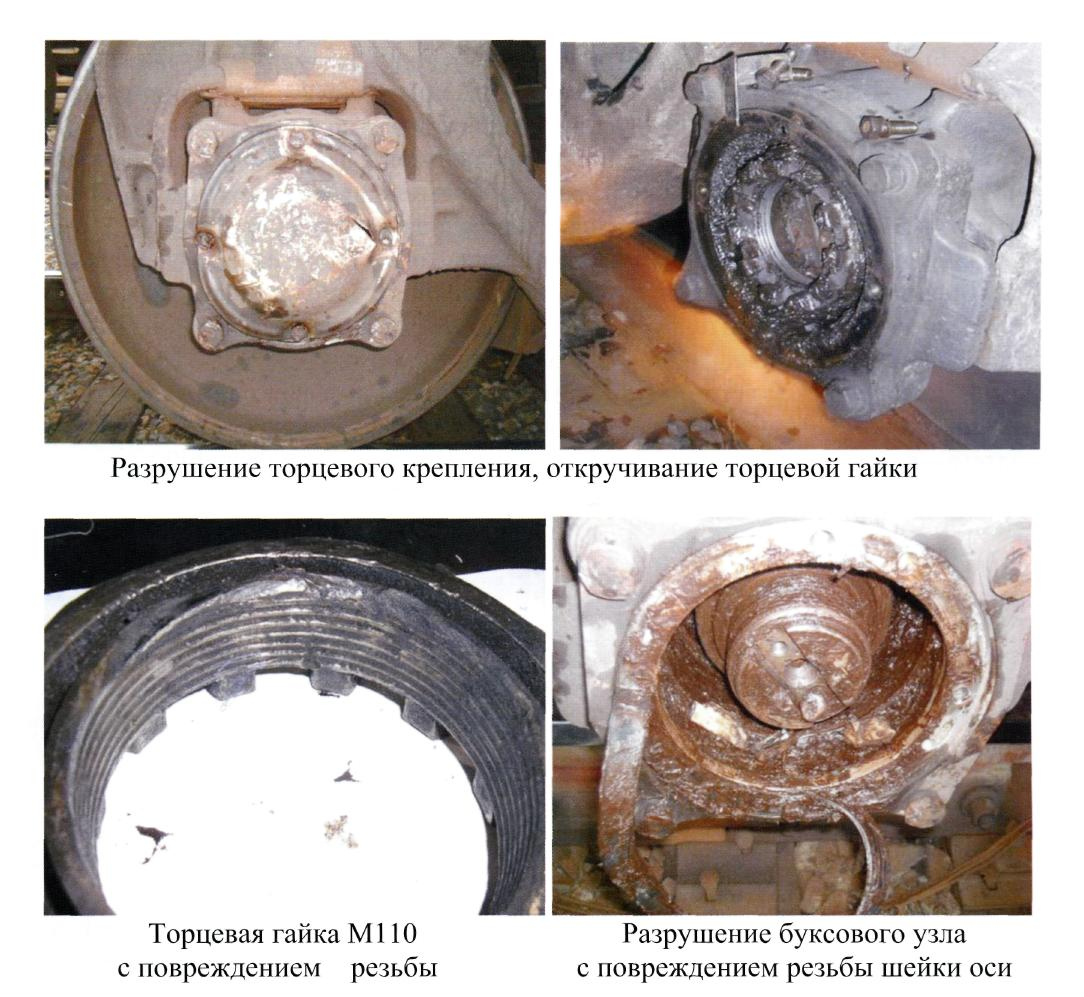 Разрушение торцевого крепления, откручивание торцевой гайки
Торцевая гайка М110
с повреждением резьбы
Разрушение буксового узла
с повреждением резьбы шейки оси